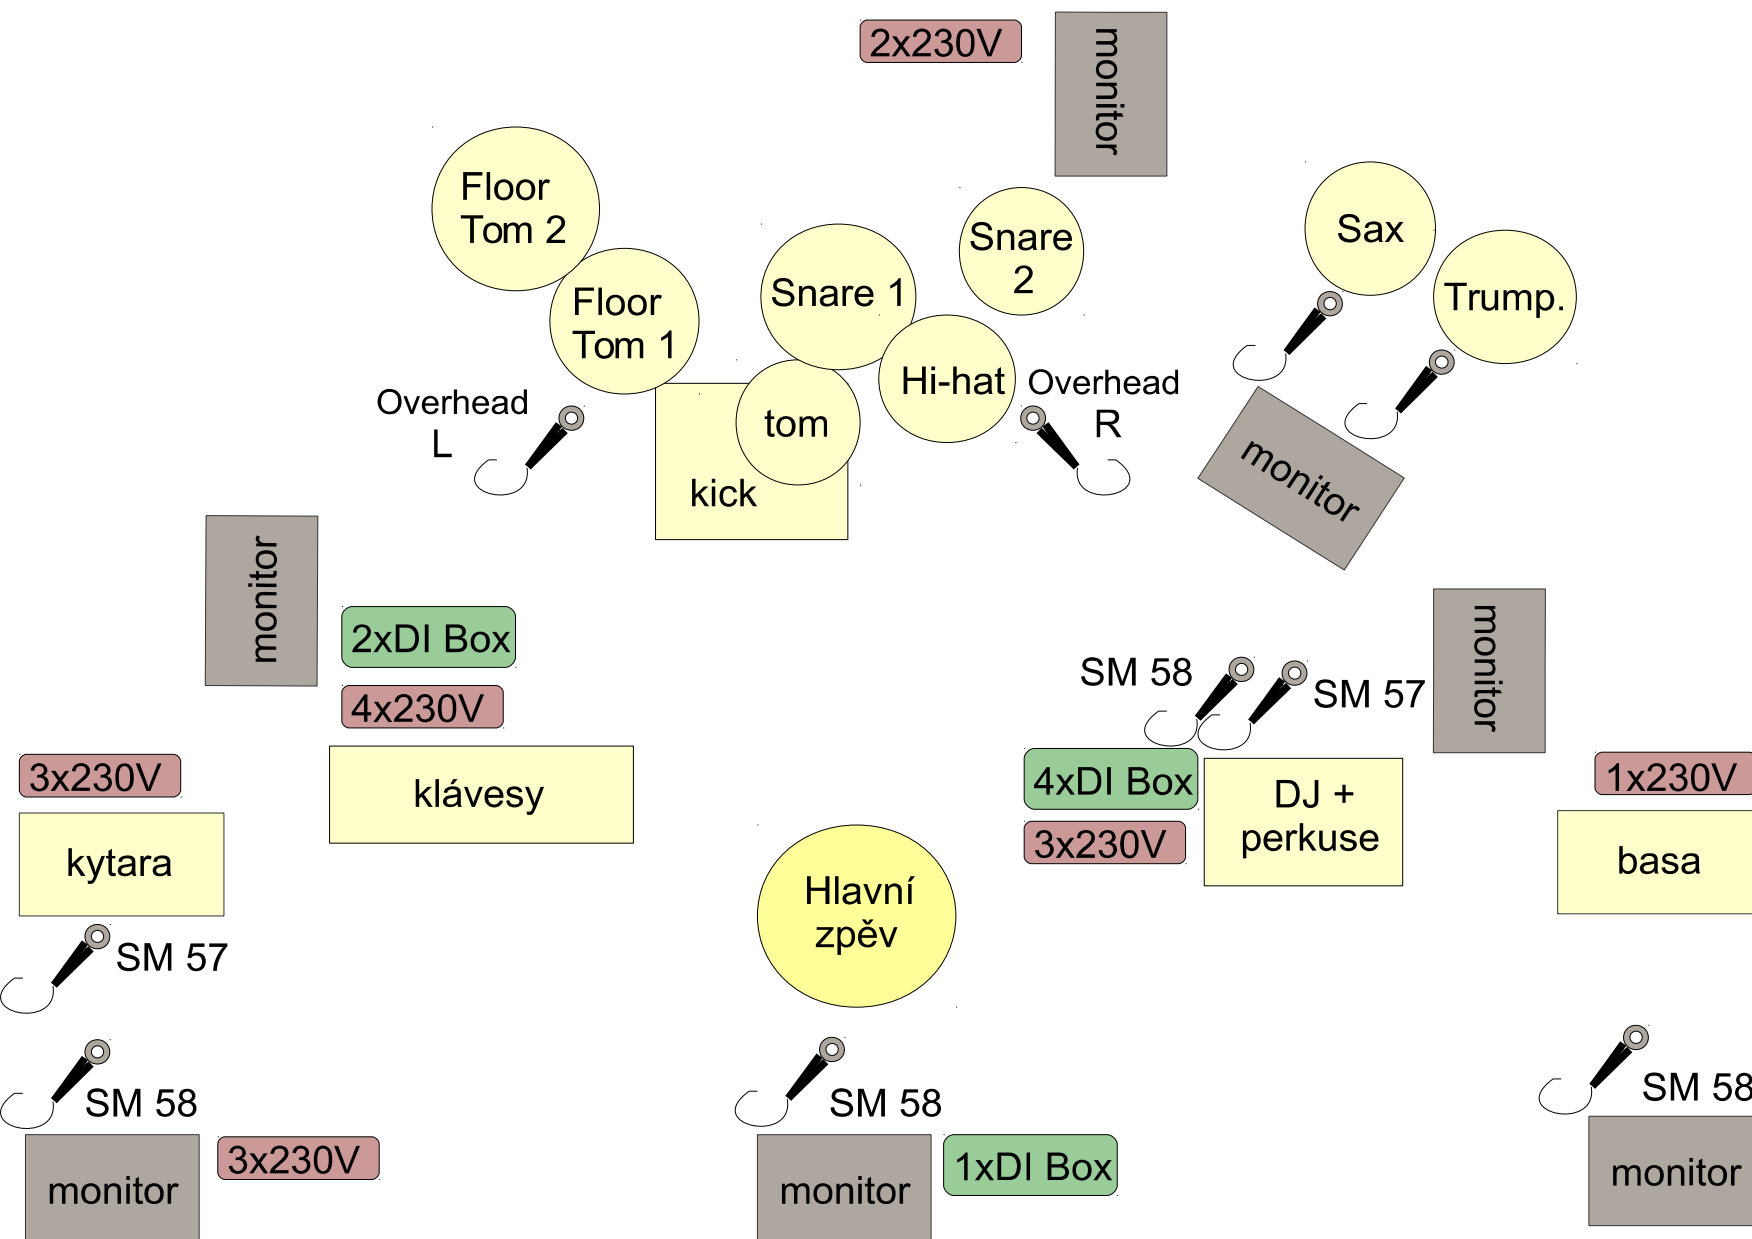 2x230V
monitor
Floor
Tom 2
Snare
2
Sax
Snare 1
Trump.
Floor
Tom 1
Hi-hat
Overhead
R
Overhead
L
tom
kick
monitor
monitor
2xDI Box
4x230V
monitor
SM 58
SM 57
3x230V
klávesy
4xDI Box
3x230V
DJ +
perkuse
1x230V
kytara
basa
Hlavní
zpěv
SM 57
SM 58
SM 58
SM 58
monitor
3x230V
monitor
1xDI Box
monitor